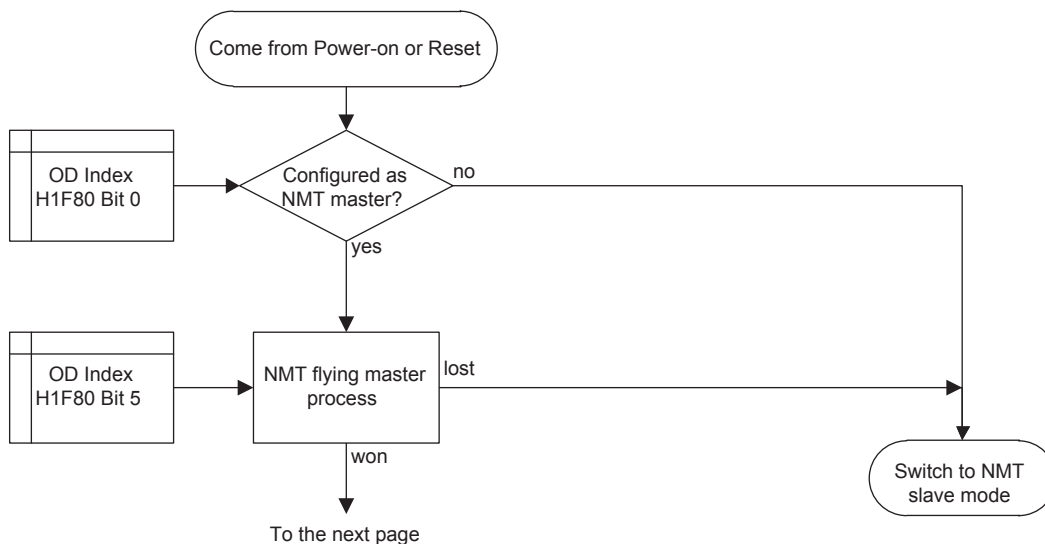 Come from Power-on or Reset
OD Index
H1F80 Bit 0
Configured as
NMT master?
no
yes
OD Index
H1F80 Bit 5
NMT flying master
process
lost
won
Switch to NMT
slave mode
To the next page